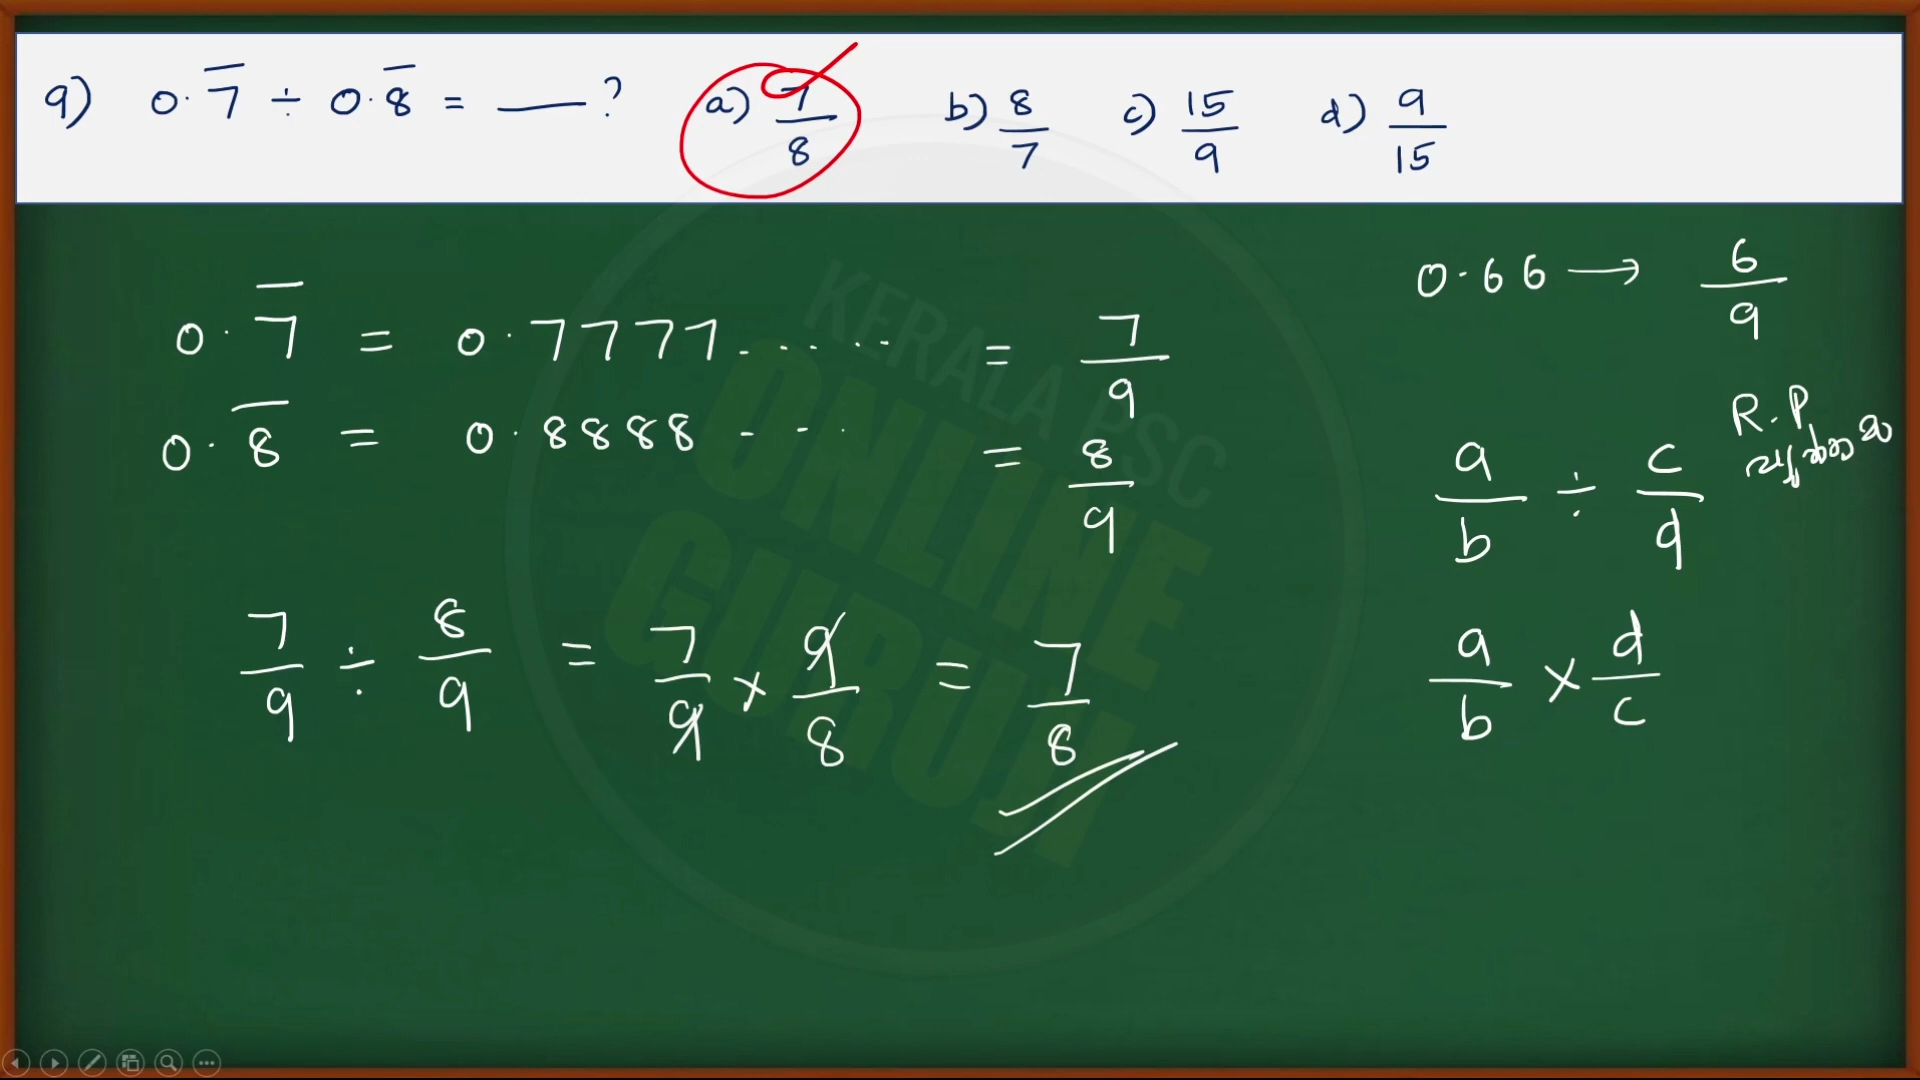 9) 0.7̅ ÷ 0.8̅ = ___ ? a) 7/8 b) 8/7 c) 15/9 d) 9/15
0.7̅ = 0.7777..... = 7/9
0.8̅ = 0.8888 - - . = 8/9
7/9 ÷ 8/9 = 7/9 × 9/8 = 7/8
0.66 → 6/9
R.P
a/b ÷ c/d
a/b × d/c
KERALA PSC
ONLINE
GURU